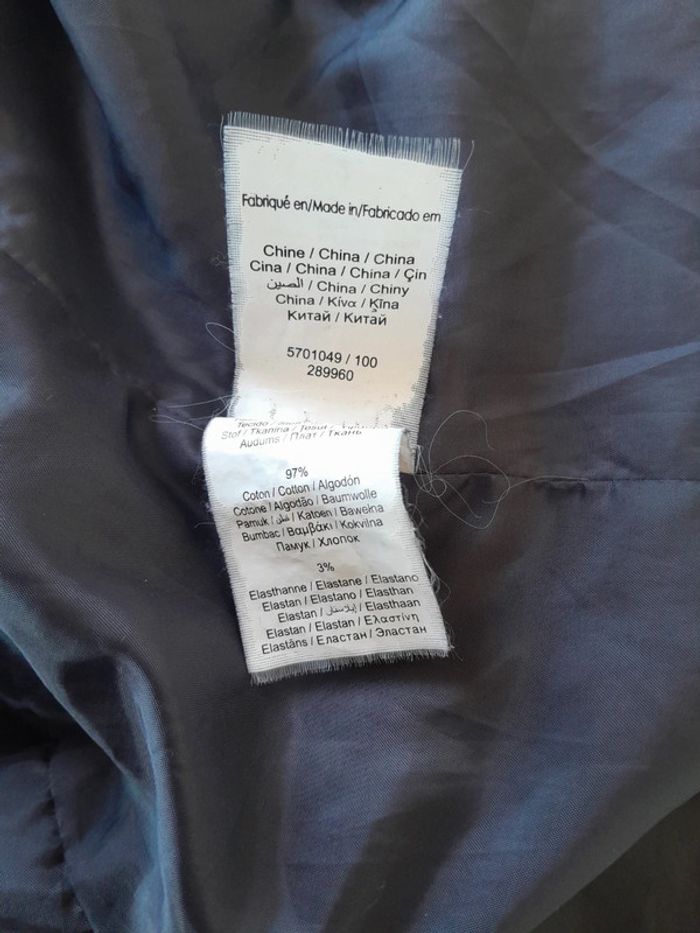 Fabriqué en/Made in/Fabricado em
Chine / China / China
Cina / China / China / Çin
الصين / China / Chiny
China / Κίνα / Ķīna
Китай / Китай
5701049 / 100
289960
Stof / Tkanina /
Audums / Плат / Ткань
97%
Coton / Cotton / Algodón
Cotone / Algodão / Baumwolle
Pamuk / قطن / Katoen / Bawełna
Bumbac / Βαμβάκι / Kokvilna
Памук / Хлопок
3%
Elasthanne / Elastane / Elastano
Elastan / Elastano / Elasthan
Elastan / إيلاستان / Elasthaan
Elastan / Elastan / Ελαστίνη
Elastāns / Еластан / Эластан